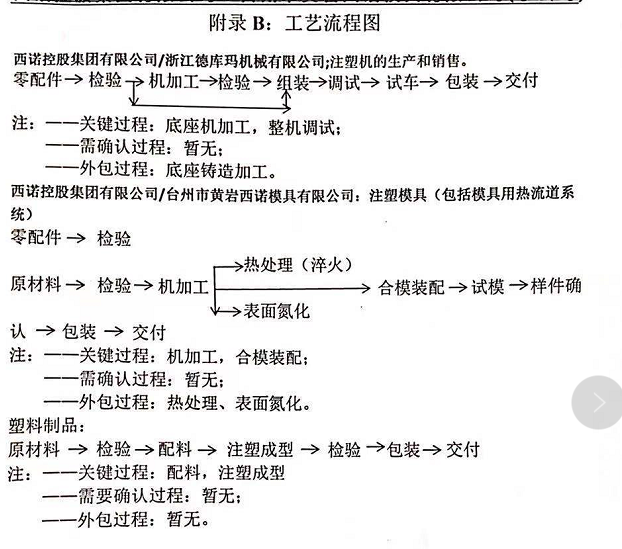 附录 B：工艺流程图
西诺控股集团有限公司/浙江德库玛机械有限公司;注塑机的生产和销售。
零配件→ 检验→ 机加工→检验→ 组装→调试→ 试车→ 包装→交付
注：——关键过程：底座机加工，整机调试；
——需确认过程：暂无；
——外包过程：底座铸造加工。
西诺控股集团有限公司/台州市黄岩西诺模具有限公司：注塑模具（包括模具用热流道系
统）
零配件→ 检验
→热处理（淬火）
原材料→ 检验→机加工 → 合模装配→试模→样件确
→表面氮化
认 → 包装 → 交付
注：——关键过程：机加工，合模装配；
——需确认过程：暂无；
——外包过程：热处理、表面氮化。
塑料制品：
原材料 → 检验→配料→ 注塑成型 → 检验 →包装→ 交付
注：——关键过程：配料，注塑成型
——需要确认过程：暂无；
——外包过程：暂无。